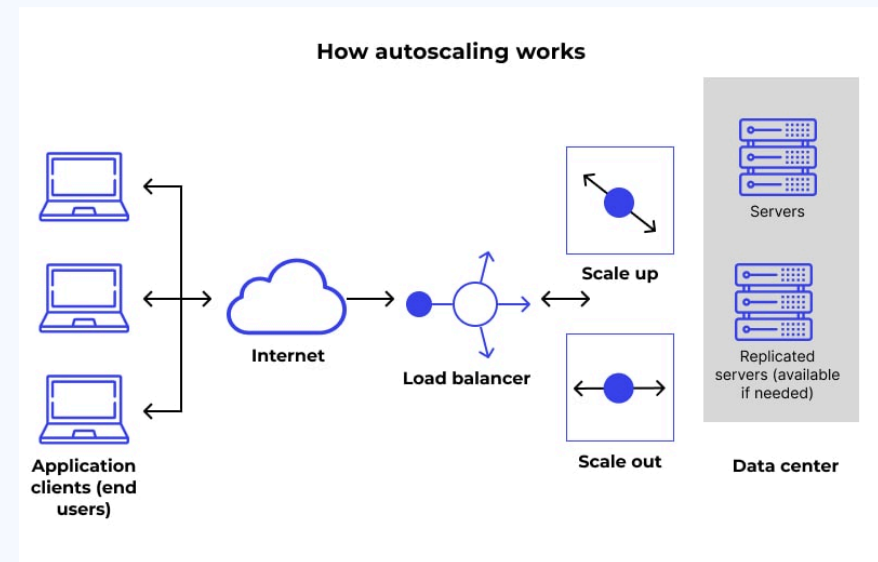 How autoscaling works
Servers
Scale up
Internet
Load balancer
Replicated
servers (available
if needed)
Scale out
Data center
Application
clients (end
users)